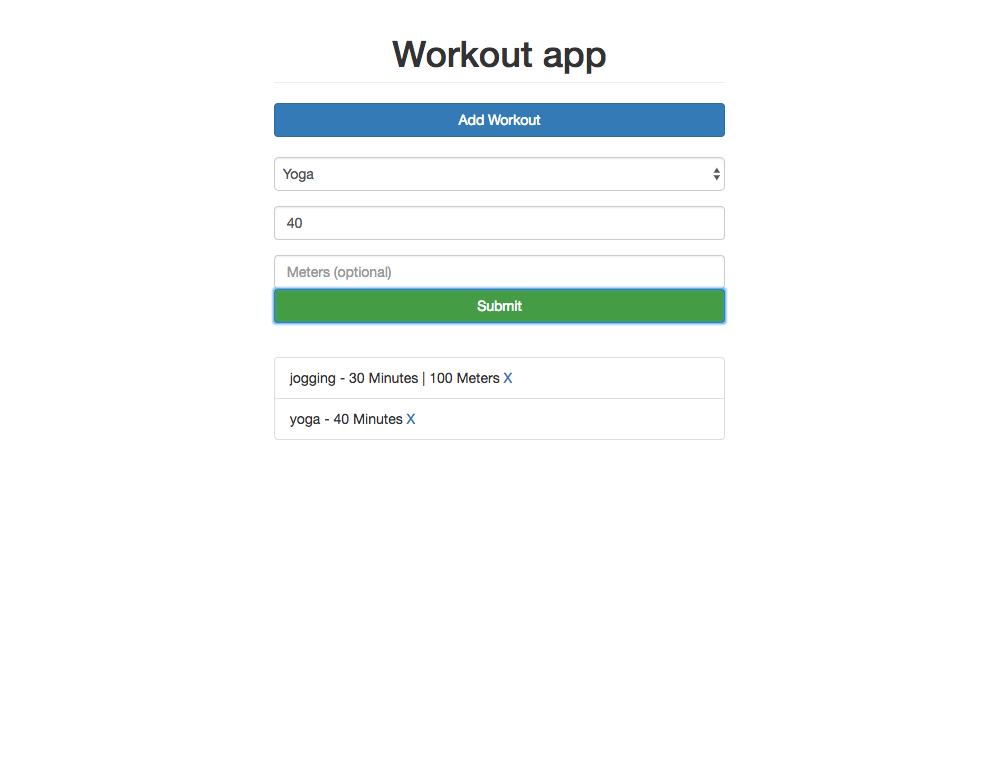 Workout app
Add Workout
Yoga
40
Meters (optional)
Submit
jogging - 30 Minutes | 100 Meters X
yoga - 40 Minutes X